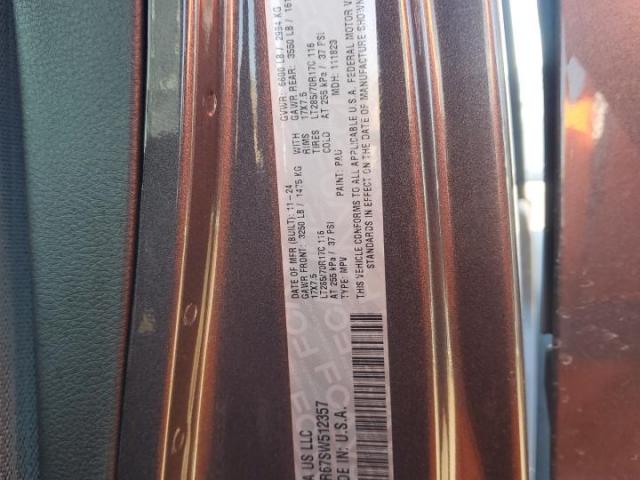 DATE OF MFR (BUILT): 11-24 GVWR: 6600 LB / 2994 KG
GAWR FRONT: 3250 LB / 1475 KG WITH GAWR REAR: 3550 LB / 161
17X7.5 RIMS 17X7.5
LT285/70R17C 116 TIRES LT285/70R17C 116
AT 255 kPa / 37 PSI COLD AT 255 kPa / 37 PSI
TYPE: MPV PAINT: PAU MDH: 111823
THIS VEHICLE CONFORMS TO ALL APPLICABLE U.S.A. FEDERAL MOTOR V
STANDARDS IN EFFECT ON THE DATE OF MANUFACTURE SHOWN
A US LLC
R67SW512357
DE IN: U.S.A.